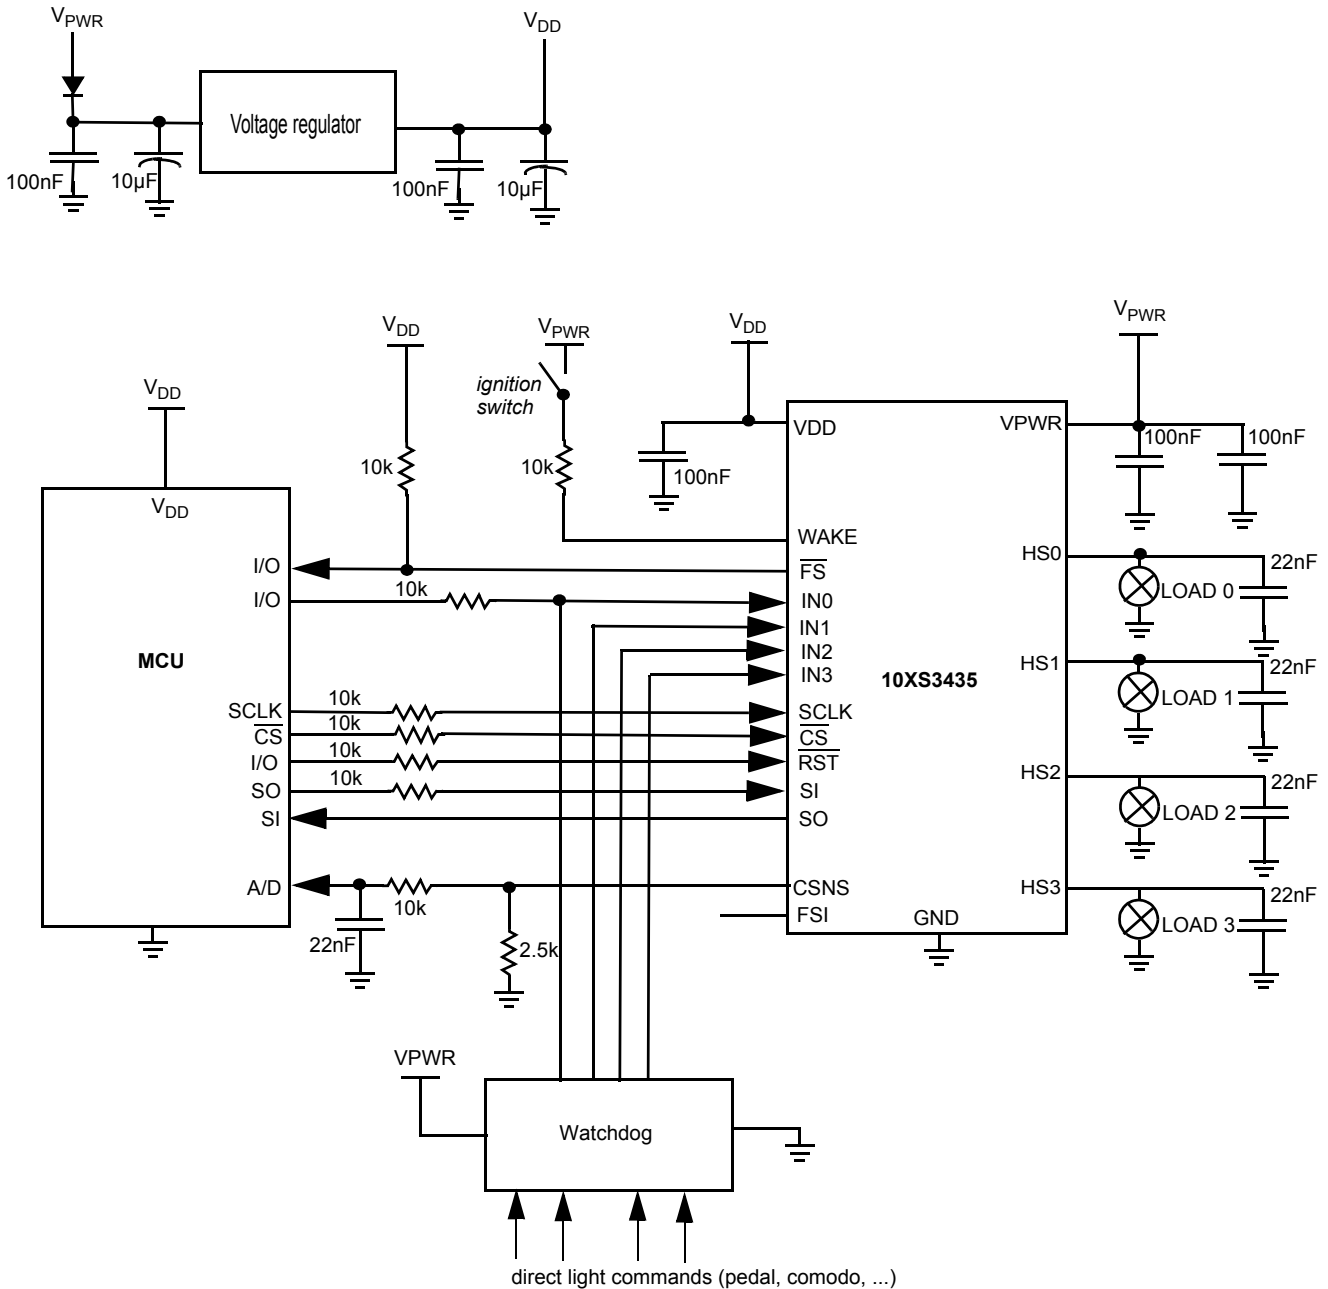 VPWR
VDD
Voltage regulator
100nF
10µF
100nF
10µF
VDD
VPWR
VDD
VPWR
VDD
ignition
switch
10k
10k
100nF
VDD
VPWR
100nF
100nF
VDD
WAKE
HS0
I/O
FS
22nF
10k
I/O
IN0
LOAD 0
IN1
MCU
IN2
HS1
22nF
IN3
10XS3435
LOAD 1
10k
SCLK
SCLK
10k
CS
CS
10k
I/O
RST
HS2
22nF
10k
SO
SI
LOAD 2
SI
SO
A/D
10k
CSNS
HS3
22nF
FSI
GND
LOAD 3
22nF
2.5k
VPWR
Watchdog
direct light commands (pedal, comodo, ...)